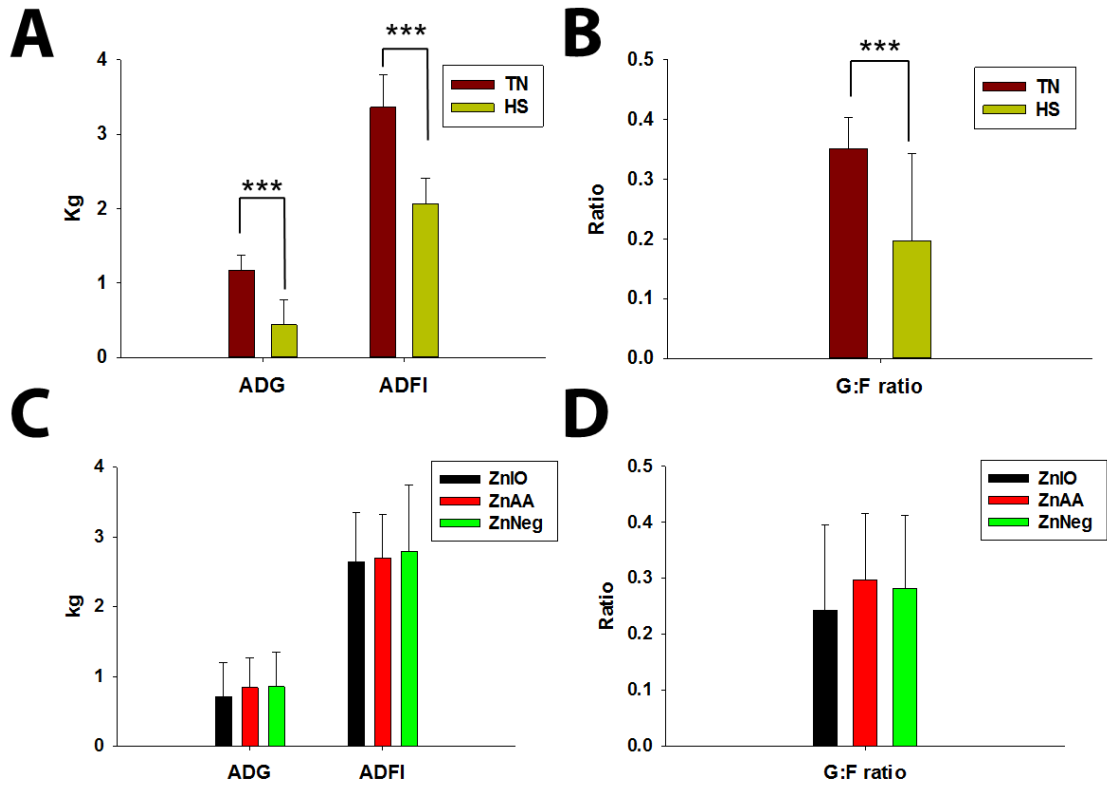 A
4
3
2
1
0
Kg
***
***
TN
HS
ADG
ADFI
B
0.5
0.4
0.3
0.2
0.1
0.0
Ratio
***
TN
HS
G:F ratio
C
4
3
2
1
0
kg
ZnIO
ZnAA
ZnNeg
ADG
ADFI
D
0.5
0.4
0.3
0.2
0.1
0.0
Ratio
ZnIO
ZnAA
ZnNeg
G:F ratio